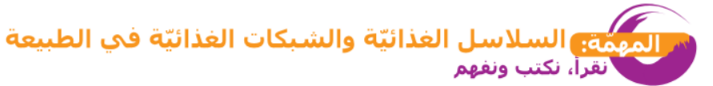 المهمّة: السلاسل الغذائيّة والشبكات الغذائيّة في الطبيعة
نقرأ، نكتب ونفهم